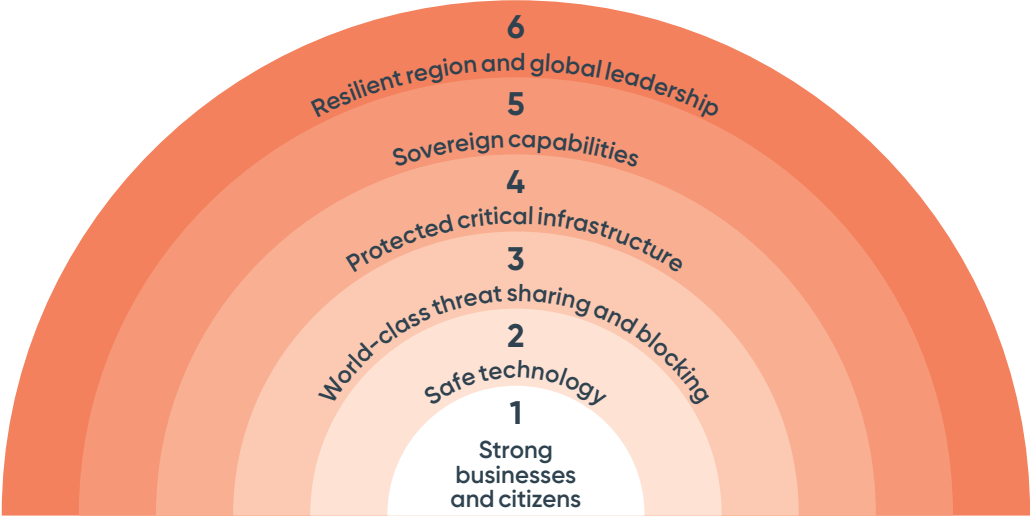 6
Resilient region and global leadership
5
Sovereign capabilities
4
Protected critical infrastructure
3
World-class threat sharing and blocking
2
Safe technology
1
Strong
businesses
and citizens